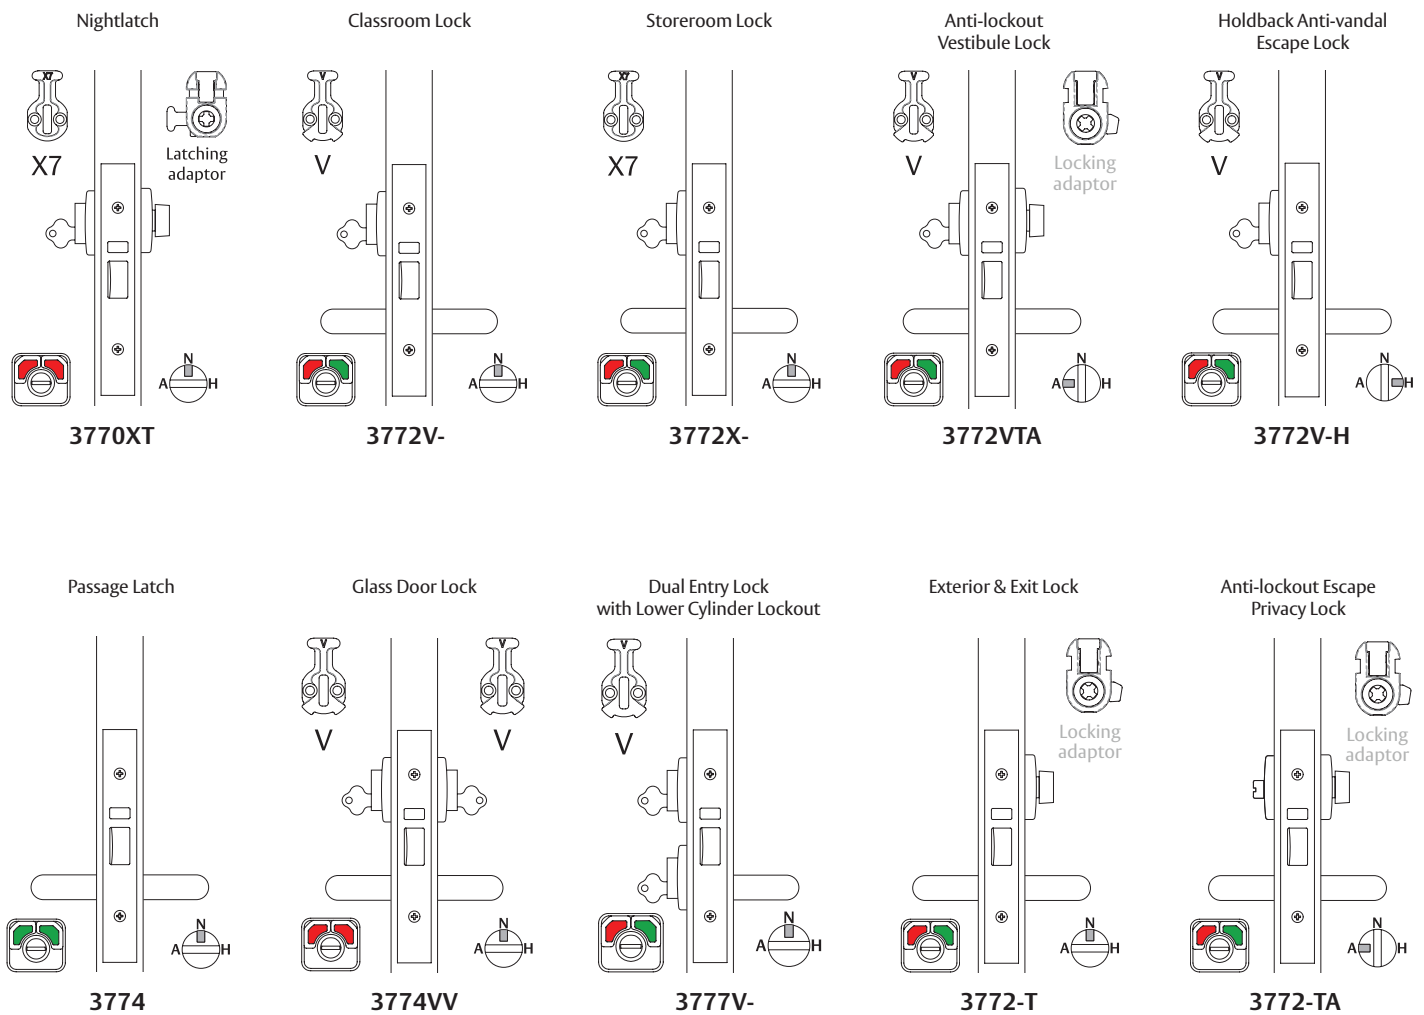 Nightlatch
Classroom Lock
Storeroom Lock
Anti-lockout
Vestibule Lock
Holdback Anti-vandal
Escape Lock
X7
X7
Latching
adaptor
N
A H
3770XT
V
V
N
A H
3772V-
X7
X7
N
A H
3772X-
V
V
Locking
adaptor
N
A H
3772VTA
V
V
N
A H
3772V-H
Passage Latch
Glass Door Lock
Dual Entry Lock
with Lower Cylinder Lockout
Exterior & Exit Lock
Anti-lockout Escape
Privacy Lock
N
A H
3774
V
V
V
V
N
A H
3774VV
V
V
N
A H
3777V-
Locking
adaptor
N
A H
3772-T
Locking
adaptor
N
A H
3772-TA